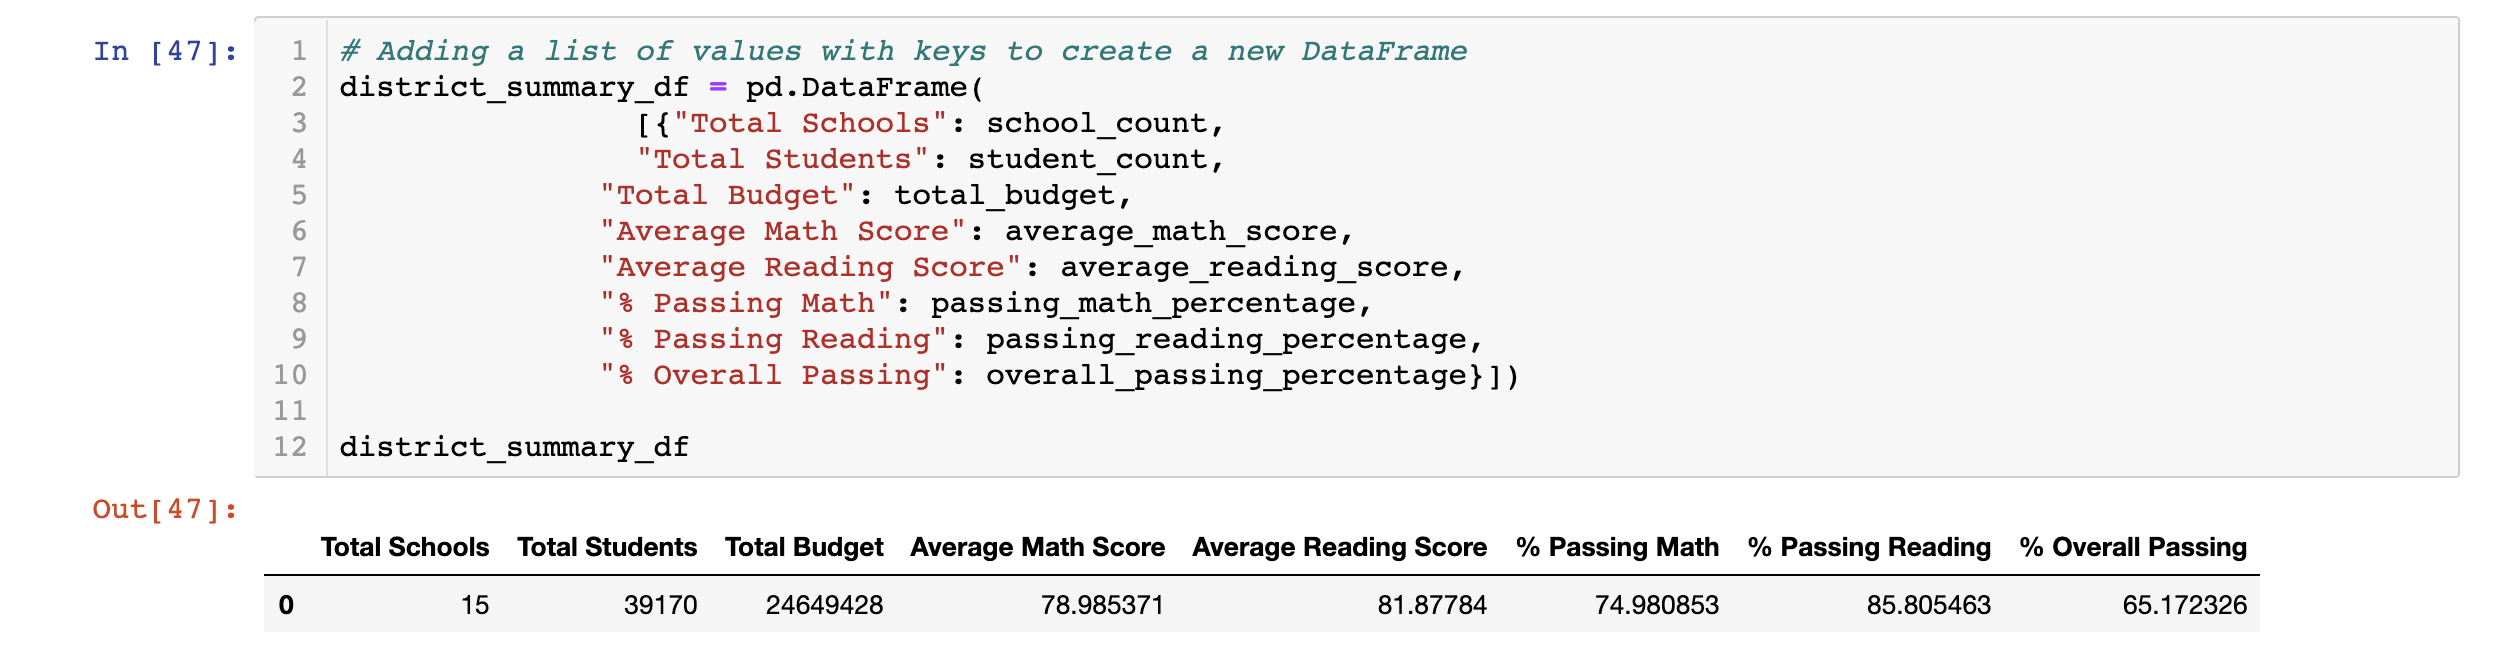 In [47]:
1 # Adding a list of values with keys to create a new DataFrame
2 district_summary_df = pd.DataFrame(
3 [{"Total Schools": school_count,
4 "Total Students": student_count,
5 "Total Budget": total_budget,
6 "Average Math Score": average_math_score,
7 "Average Reading Score": average_reading_score,
8 "% Passing Math": passing_math_percentage,
9 "% Passing Reading": passing_reading_percentage,
10 "% Overall Passing": overall_passing_percentage}])
11
12 district_summary_df
Out[47]:
Total Schools Total Students Total Budget Average Math Score Average Reading Score % Passing Math % Passing Reading % Overall Passing
0 15 39170 24649428 78.985371 81.87784 74.980853 85.805463 65.172326